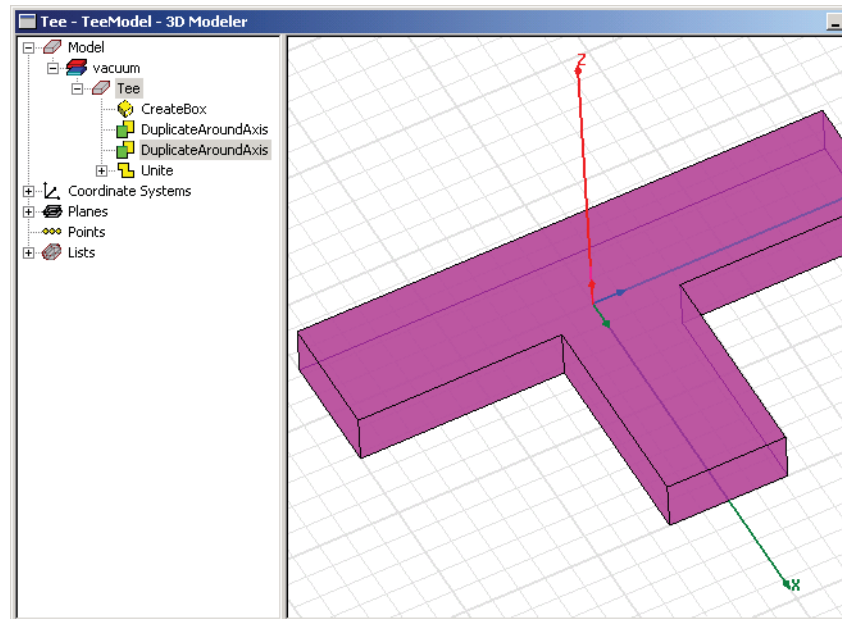 Tee - TeeModel - 3D Modeler
Model
vacuum
Tee
CreateBox
DuplicateAroundAxis
DuplicateAroundAxis
Unite
Coordinate Systems
Planes
Points
Lists
Z
X